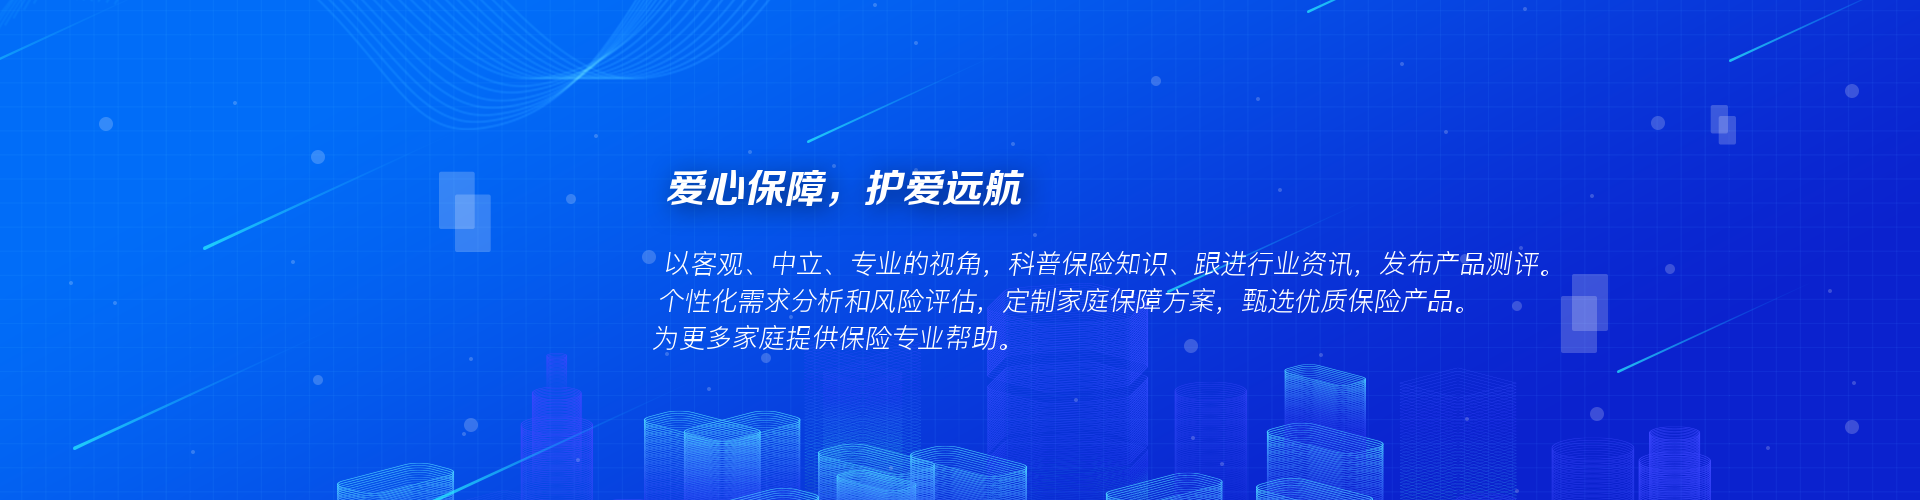 爱心保障，护爱远航
以客观、中立、专业的视角，科普保险知识、跟进行业资讯，发布产品测评。
个性化需求分析和风险评估，定制家庭保障方案，甄选优质保险产品。
为更多家庭提供保险专业帮助。